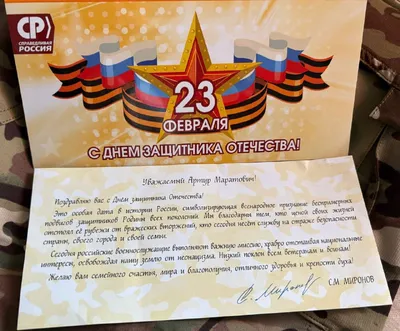 СР
СПРАВЕДЛИВАЯ
РОССИЯ
23
ФЕВРАЛЯ
С ДНЕМ ЗАЩИТНИКА ОТЕЧЕСТВА!
Уважаемый Артур Маратович!
Поздравляю вас с Днем защитника Отечества!
Это особая дата в истории России, символизирующая всенародное признание беспримерных
подвигов защитников Родины всех поколений. Мы благодарны тем, кто ценой своих жизней
отстоял её рубежи от вражеских вторжений, кто сегодня несёт службу на страже безопасности
страны, своего города и своей семьи.
Сегодня российские военнослужащие выполняют важную миссию, храбро отстаивая национальные
интересы, освобождая нашу землю от неонацизма. Низкий поклон всем ветеранам и воинам!
Желаю вам семейного счастья, мира и благополучия, отличного здоровья и крепости духа!
С. Миронов
С.М. МИРОНОВ